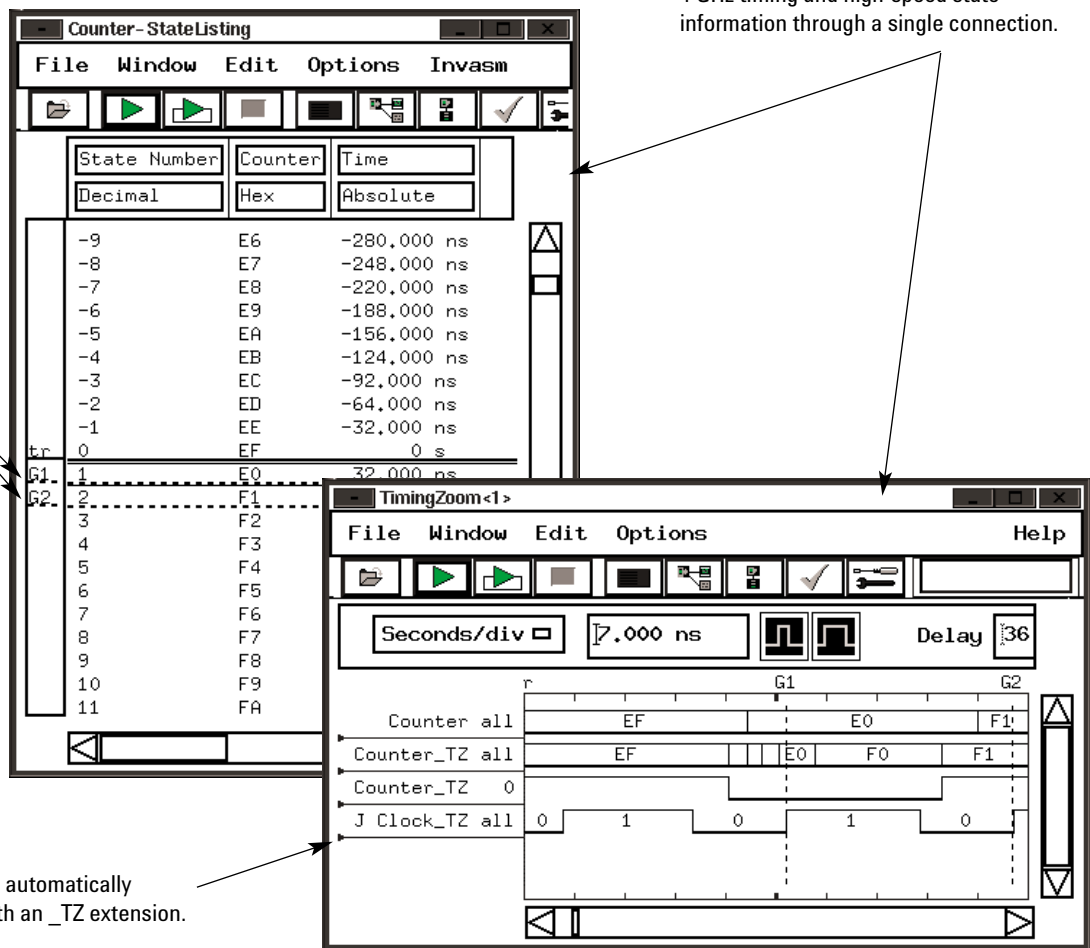 information through a single connection.
Counter-StateListing
File Window Edit Options Invasm
State Number Counter Time
Decimal Hex Absolute
-9 E6 -280.000 ns
-8 E7 -248.000 ns
-7 E8 -220.000 ns
-6 E9 -188.000 ns
-5 EA -156.000 ns
-4 EB -124.000 ns
-3 EC -92.000 ns
-2 ED -64.000 ns
-1 EE -32.000 ns
tr 0 EF 0 s
G1 1 E0 32.000 ns
G2 2 F1
3 F2
4 F3
5 F4
6 F5
7 F6
8 F7
9 F8
10 F9
11 FA
TimingZoom<1>
File Window Edit Options Help
Seconds/div 7.000 ns Delay 36
r G1 G2
Counter all EF E0 F1
Counter_TZ all EF E0 F0 F1
Counter_TZ 0
J Clock_TZ all 0 1 0 1 0
automatically
th an _TZ extension.